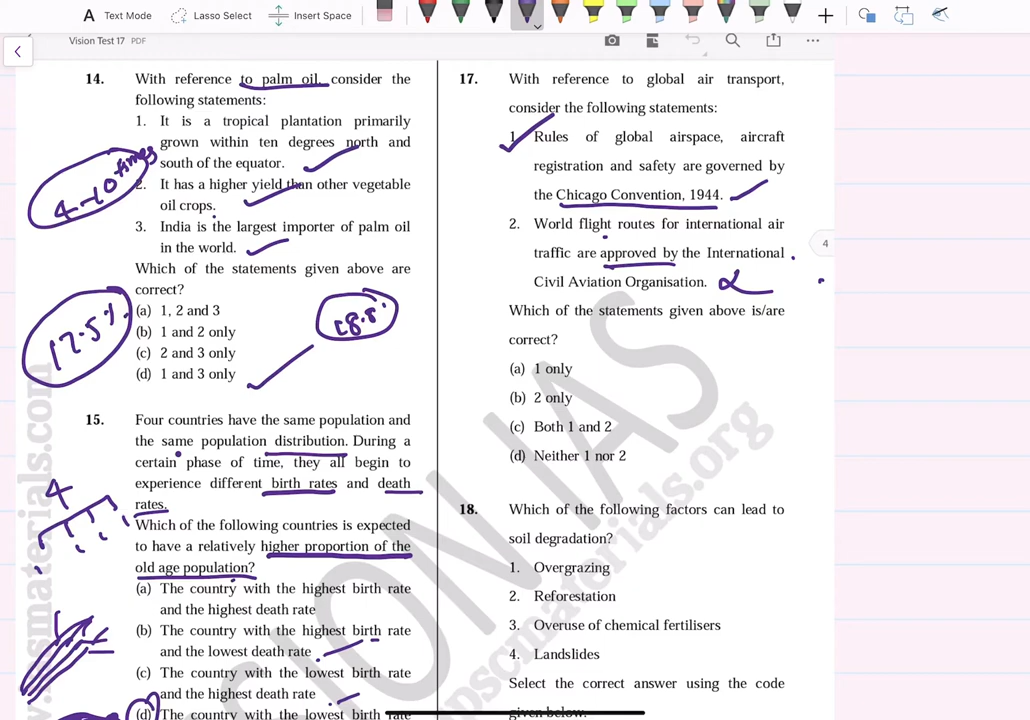 A Text Mode Lasso Select Insert Space
Vision Test 17 PDF
14. With reference to palm oil, consider the
following statements:
1. It is a tropical plantation primarily
grown within ten degrees north and
south of the equator.
2. It has a higher yield than other vegetable
oil crops.
3. India is the largest importer of palm oil
in the world.
Which of the statements given above are
correct?
(a) 1, 2 and 3
(b) 1 and 2 only
(c) 2 and 3 only
(d) 1 and 3 only
4-10 times
15. Four countries have the same population and
the same population distribution. During a
certain phase of time, they all begin to
experience different birth rates and death
rates.
Which of the following countries is expected
to have a relatively higher proportion of the
old age population?
(a) The country with the highest birth rate
and the highest death rate
(b) The country with the highest birth rate
and the lowest death rate
(c) The country with the lowest birth rate
and the highest death rate
(d) The country with the lowest birth rate
4
17. With reference to global air transport,
consider the following statements:
1. Rules of global airspace, aircraft
registration and safety are governed by
the Chicago Convention, 1944.
2. World flight routes for international air
traffic are approved by the International
Civil Aviation Organisation.
Which of the statements given above is/are
correct?
(a) 1 only
(b) 2 only
(c) Both 1 and 2
(d) Neither 1 nor 2
18. Which of the following factors can lead to
soil degradation?
1. Overgrazing
2. Reforestation
3. Overuse of chemical fertilisers
4. Landslides
Select the correct answer using the code
given below.
4